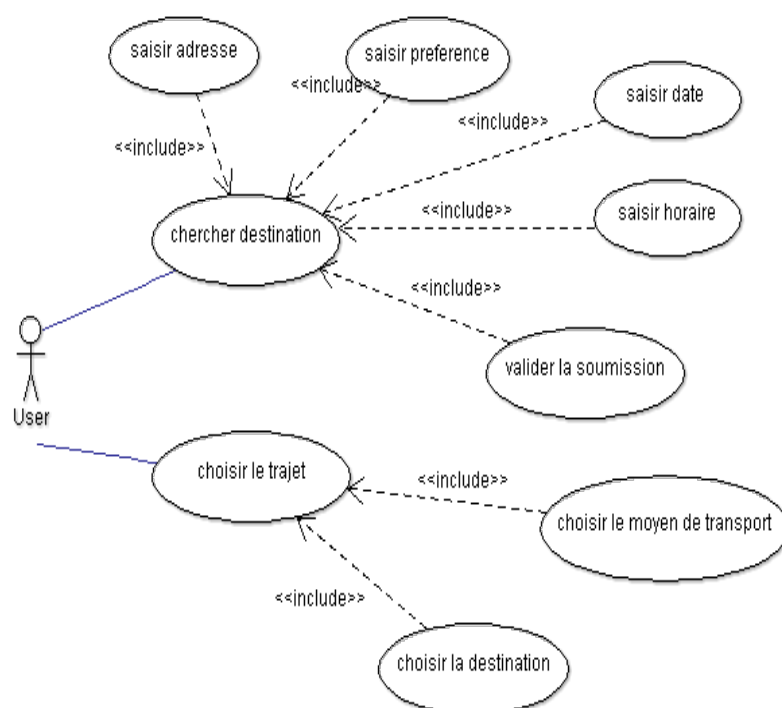 saisir adresse
saisir preference
<<include>>
saisir date
<<include>>
<<include>>
<<include>>
saisir horaire
chercher destination
<<include>>
valider la soumission
User
choisir le trajet
<<include>>
choisir le moyen de transport
<<include>>
choisir la destination